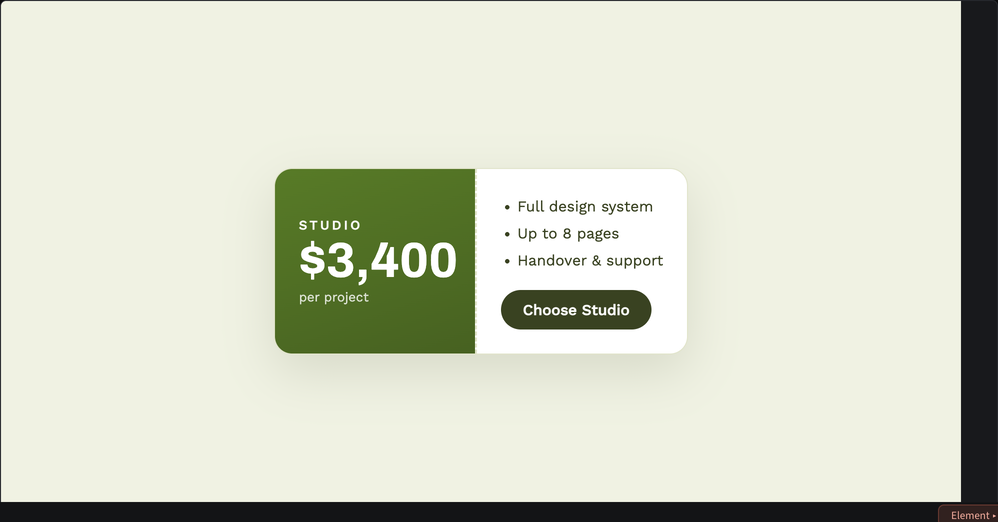 STUDIO
$3,400
per project
• Full design system
• Up to 8 pages
• Handover & support
Choose Studio
Element ▸